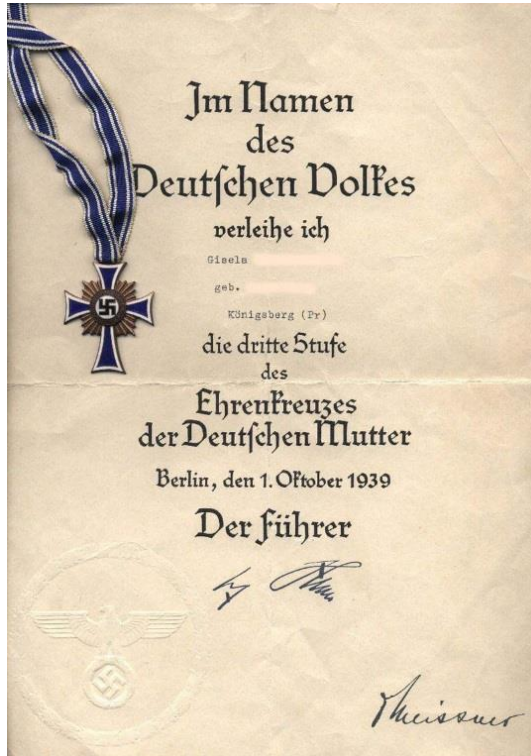 Im Namen
des
Deutschen Volkes
verleihe ich
Gisela
geb.
Königsberg (Pr)
die dritte Stufe
des
Ehrenkreuzes
der Deutschen Mutter
Berlin, den 1. Oktober 1939
Der Führer
Meissner